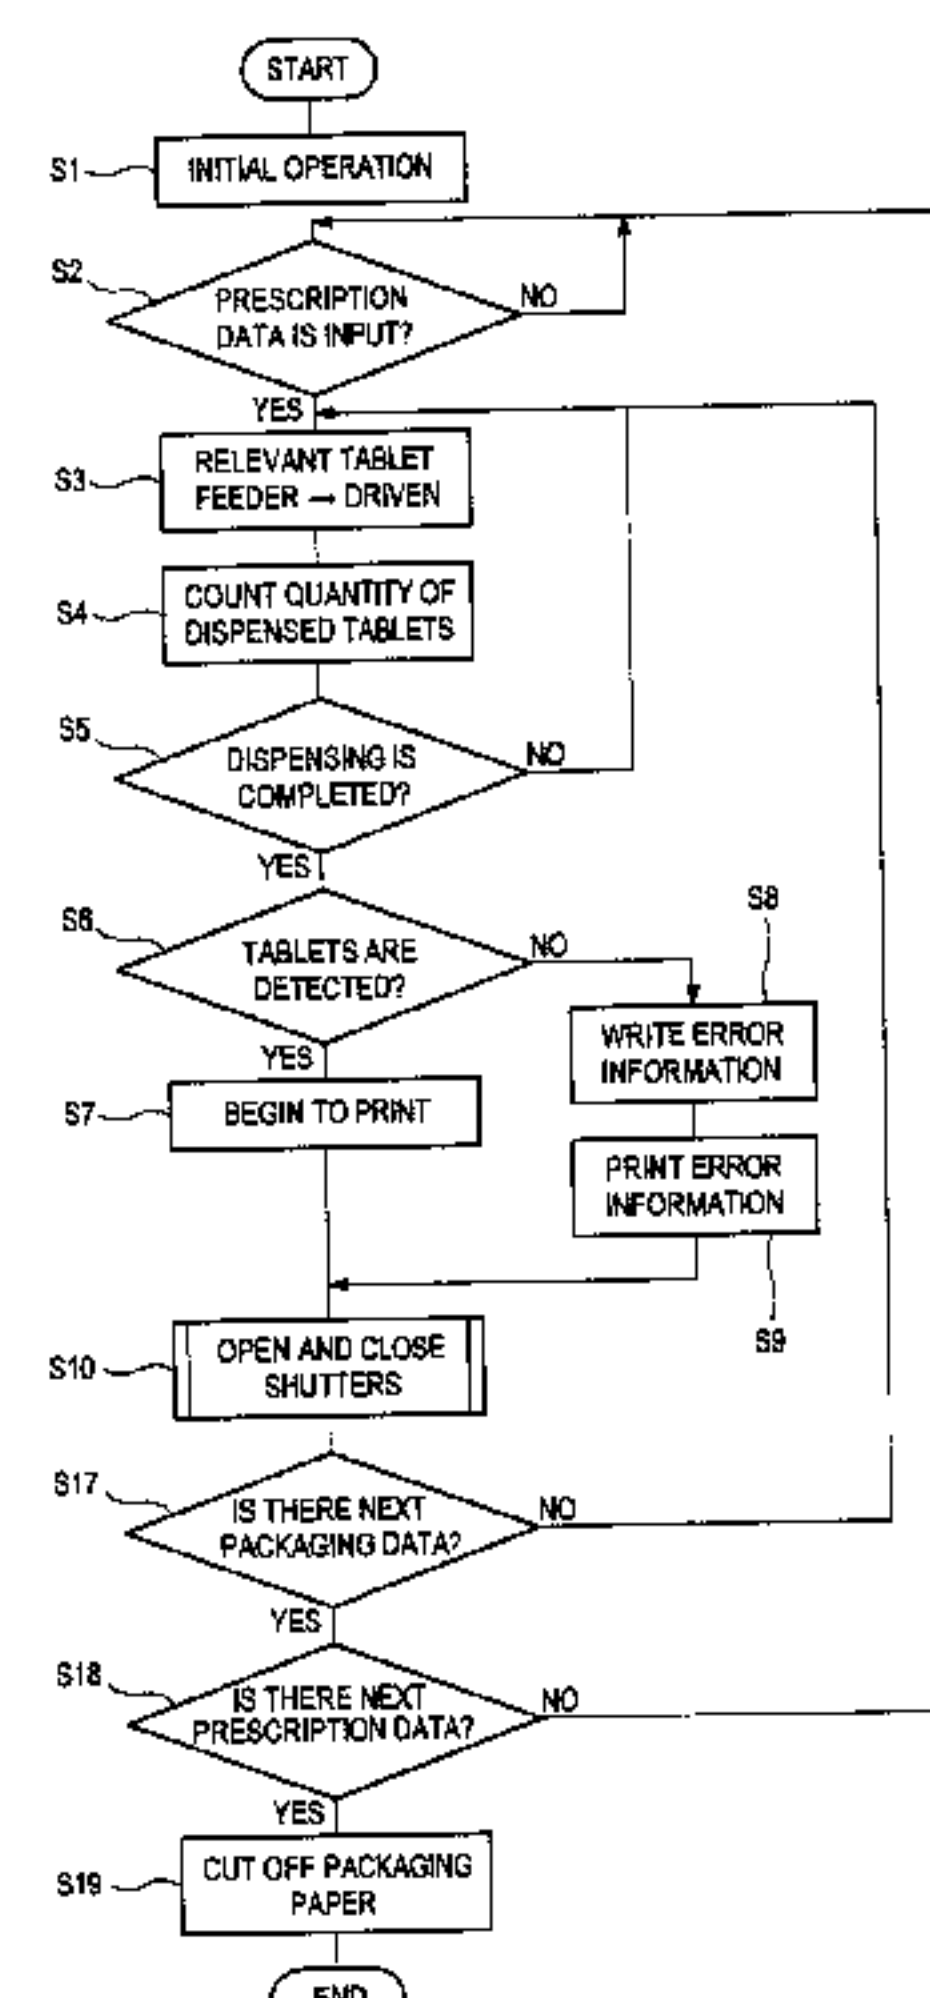 START
S1
INITIAL OPERATION
S2
PRESCRIPTION
DATA IS INPUT?
NO
YES
S3
RELEVANT TABLET
FEEDER → DRIVEN
S4
COUNT QUANTITY OF
DISPENSED TABLETS
S5
DISPENSING IS
COMPLETED?
NO
YES
S6
TABLETS ARE
DETECTED?
NO
YES
S8
WRITE ERROR
INFORMATION
S7
BEGIN TO PRINT
PRINT ERROR
INFORMATION
S9
S10
OPEN AND CLOSE
SHUTTERS
S17
IS THERE NEXT
PACKAGING DATA?
NO
YES
S18
IS THERE NEXT
PRESCRIPTION DATA?
NO
YES
S19
CUT OFF PACKAGING
PAPER
END